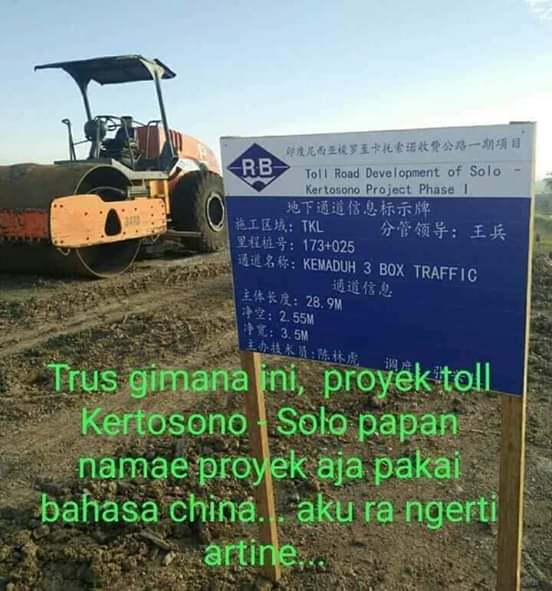 印度尼西亚梭罗至卡托索诺收费公路一期项目
RB
Toll Road Development of Solo -
Kertosono Project Phase I
地下通道信息标示牌
施工区域: TKL 分管领导: 王兵
里程桩号: 173+025
通道名称: KEMADUH 3 BOX TRAFFIC
通道信息
主体长度: 28.9M
净空: 2.55M
净宽: 3.5M
主办技术员:陈林虎 调度
Trus gimana ini, proyek toll
Kertosono - Solo papan
namae proyek aja pakai
bahasa china... aku ra ngerti
artine...